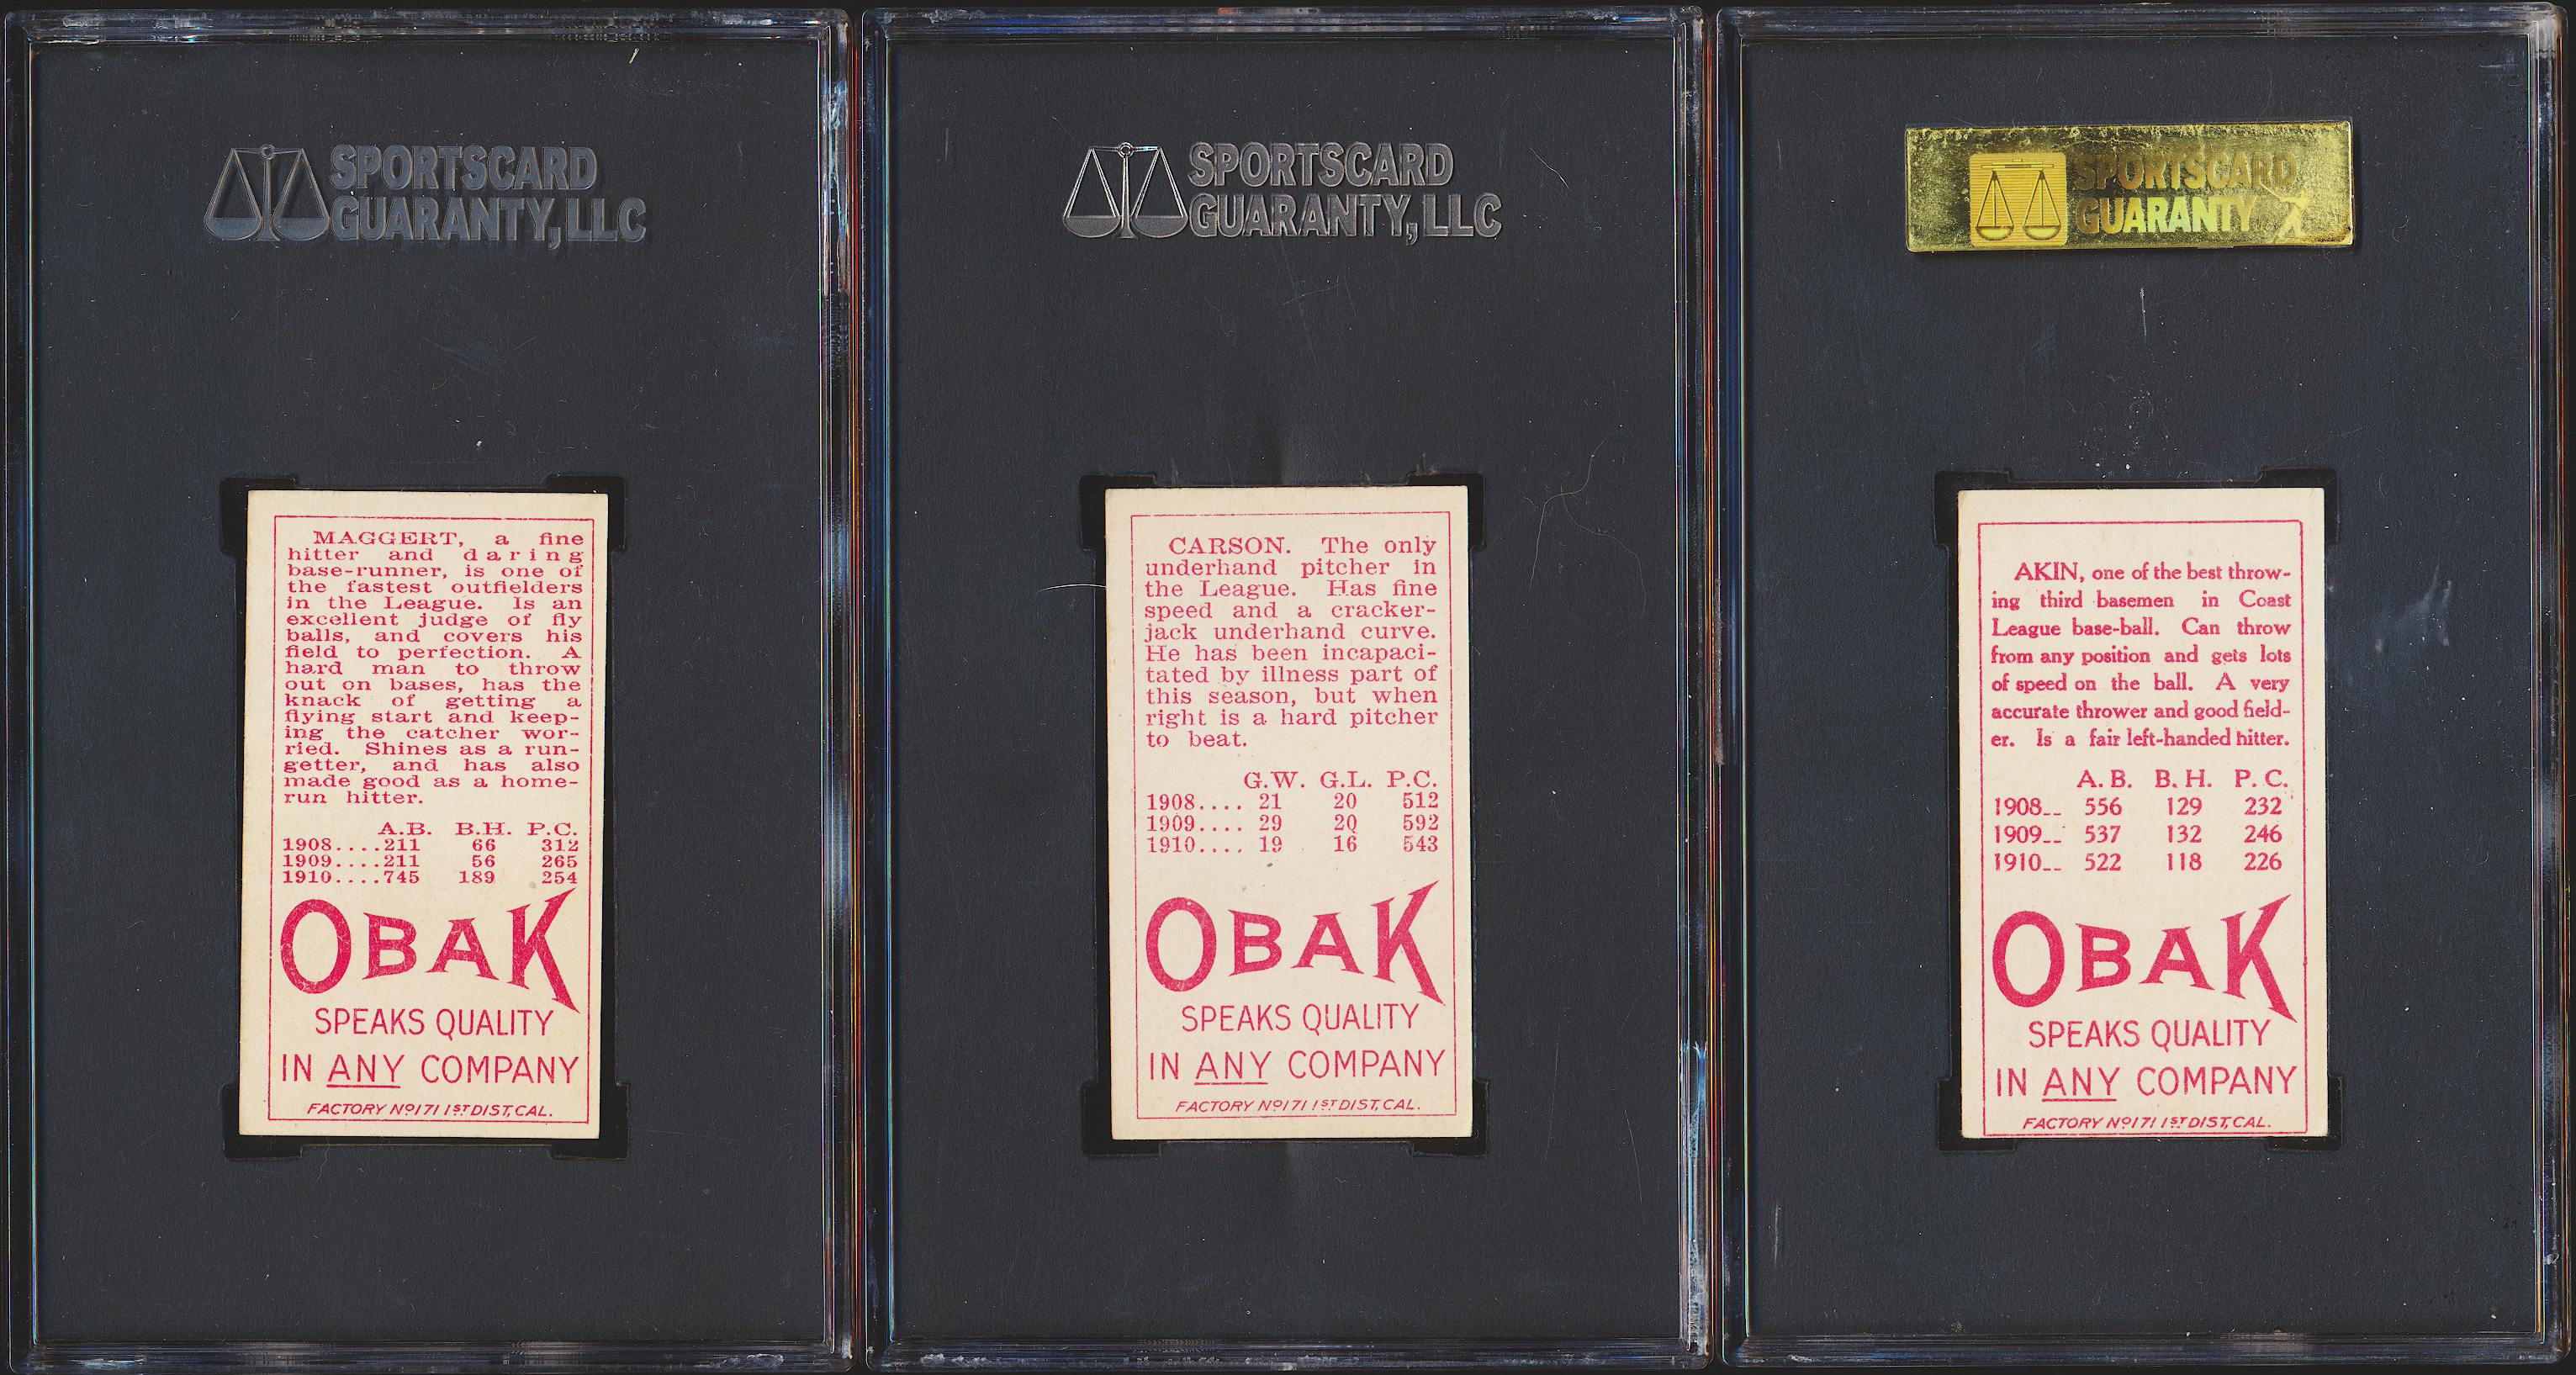 SPORTSCARD
GUARANTY, LLC
MAGGERT, a fine
hitter and daring
base-runner, is one of
the fastest outfielders
in the League. Is an
excellent judge of fly
balls, and covers his
field to perfection. A
hard man to throw
out on bases, has the
knack of getting a
flying start and keep-
ing the catcher wor-
ried. Shines as a run-
getter, and has also
made good as a home-
run hitter.
A.B. B.H. P.C.
1908....211 66 312
1909....211 56 265
1910....745 189 254
OBAK
SPEAKS QUALITY
IN ANY COMPANY
FACTORY Nº171 1ST DIST, CAL.
SPORTSCARD
GUARANTY, LLC
CARSON. The only
underhand pitcher in
the League. Has fine
speed and a cracker-
jack underhand curve.
He has been incapaci-
tated by illness part of
this season, but when
right is a hard pitcher
to beat.
G.W. G.L. P.C.
1908.... 21 20 512
1909.... 29 20 592
1910.... 19 16 543
OBAK
SPEAKS QUALITY
IN ANY COMPANY
FACTORY Nº171 1ST DIST, CAL.
SPORTSCARD
GUARANTY
AKIN, one of the best throw-
ing third basemen in Coast
League base-ball. Can throw
from any position and gets lots
of speed on the ball. A very
accurate thrower and good field-
er. Is a fair left-handed hitter.
A. B. B. H. P. C.
1908-- 556 129 232
1909-- 537 132 246
1910-- 522 118 226
OBAK
SPEAKS QUALITY
IN ANY COMPANY
FACTORY Nº171 1ST DIST, CAL.